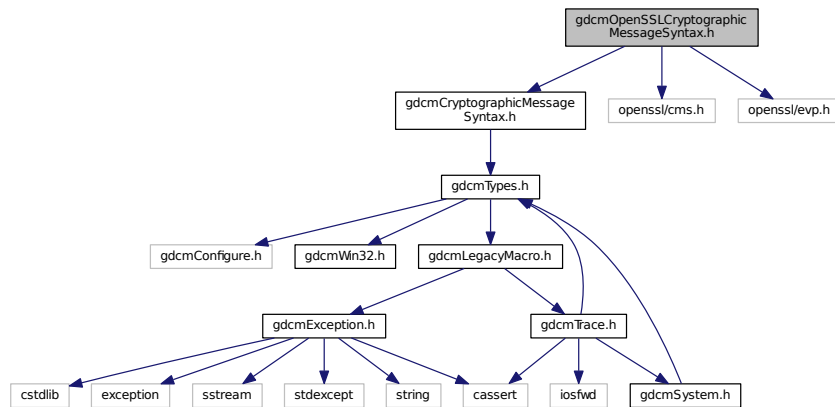 gdcmOpenSSLCryptographic
MessageSyntax.h
gdcmCryptographicMessage
Syntax.h
openssl/cms.h
openssl/evp.h
gdcmTypes.h
gdcmConfigure.h
gdcmWin32.h
gdcmLegacyMacro.h
gdcmException.h
gdcmTrace.h
cstdlib
exception
sstream
stdexcept
string
cassert
iosfwd
gdcmSystem.h